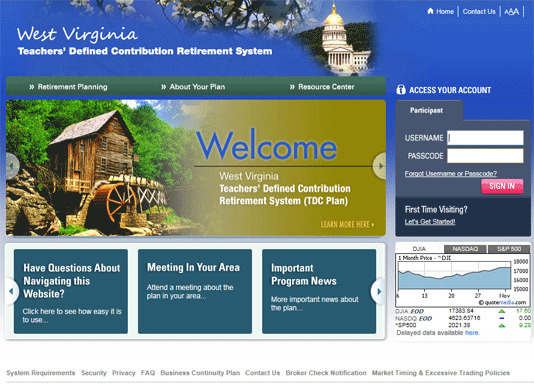 Home | Contact Us | AAA
West Virginia
Teachers' Defined Contribution Retirement System
» Retirement Planning
» About Your Plan
» Resource Center
Welcome
West Virginia
Teachers' Defined Contribution
Retirement System (TDC Plan)
LEARN MORE HERE
ACCESS YOUR ACCOUNT
Participant
USERNAME
PASSCODE
Forgot Username or Passcode?
SIGN IN
First Time Visiting?
Let's Get Started!
Have Questions About
Navigating this
Website?
Click here to see how easy it is
to use...
Meeting In Your Area
Attend a meeting about the
plan in your area...
Important
Program News
More important news about
the plan...
DJIA NASDAQ S&P 500
1 Month Price - ^DJI
18000
17000
16000
15000
6 13 20 27 Nov
© quotemedia.com
DJIA EOD 17383.84 17.60
NASDQ EOD 4623.63716 0.00
^SP500 2021.38 9.28
Delayed data available here.
System Requirements Security Privacy FAQ Business Continuity Plan Contact Us Broker Check Notification Market Timing & Excessive Trading Policies